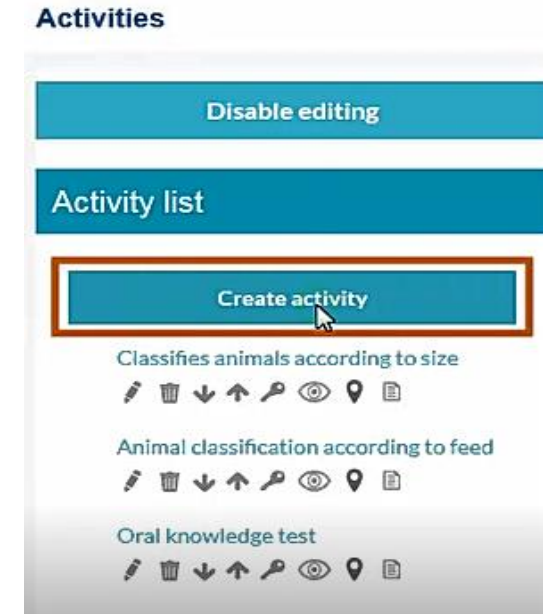 Activities
Disable editing
Activity list
Create activity
Classifies animals according to size
Animal classification according to feed
Oral knowledge test